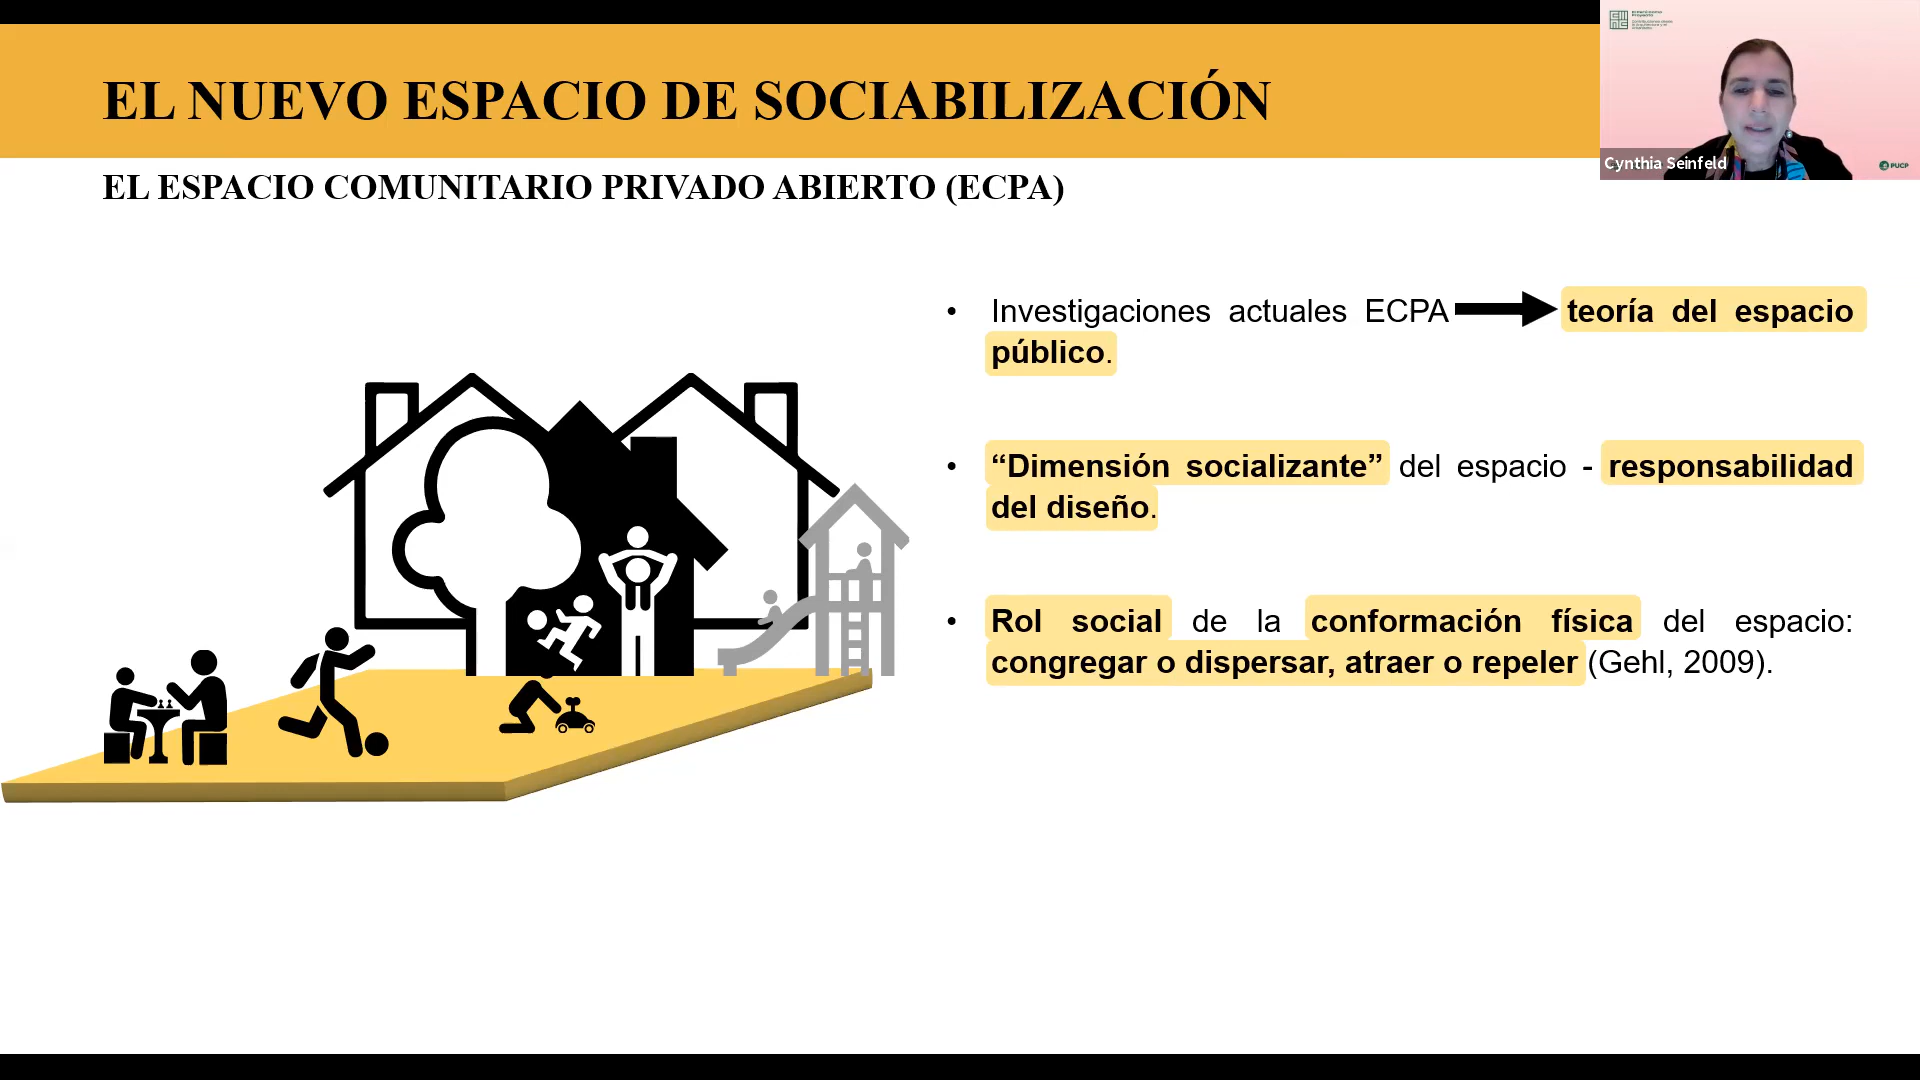 EL NUEVO ESPACIO DE SOCIABILIZACIÓN
EL ESPACIO COMUNITARIO PRIVADO ABIERTO (ECPA)
Cynthia Seinfeld
PUCP
• Investigaciones actuales ECPA teoría del espacio
público.
• “Dimensión socializante” del espacio - responsabilidad
del diseño.
• Rol social de la conformación física del espacio:
congregar o dispersar, atraer o repeler (Gehl, 2009).